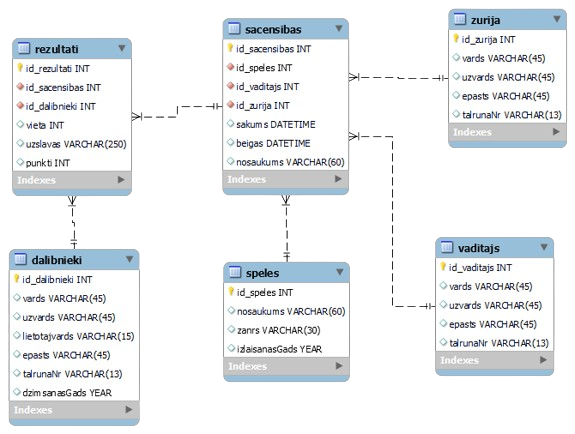 rezultati
id_rezultati INT
id_sacensibas INT
id_dalibnieki INT
vieta INT
uzslavas VARCHAR(250)
punkti INT
Indexes
sacensibas
id_sacensibas INT
id_speles INT
id_vaditajs INT
id_zurija INT
sakums DATETIME
beigas DATETIME
nosaukums VARCHAR(60)
Indexes
zurija
id_zurija INT
vards VARCHAR(45)
uzvards VARCHAR(45)
epasts VARCHAR(45)
talrunaNr VARCHAR(13)
Indexes
dalibnieki
id_dalibnieki INT
vards VARCHAR(45)
uzvards VARCHAR(45)
lietotajvards VARCHAR(15)
epasts VARCHAR(45)
talrunaNr VARCHAR(13)
dzimsanasGads YEAR
Indexes
speles
id_speles INT
nosaukums VARCHAR(60)
zanrs VARCHAR(30)
izlaisanasGads YEAR
Indexes
vaditajs
id_vaditajs INT
vards VARCHAR(45)
uzvards VARCHAR(45)
epasts VARCHAR(45)
talrunaNr VARCHAR(13)
Indexes